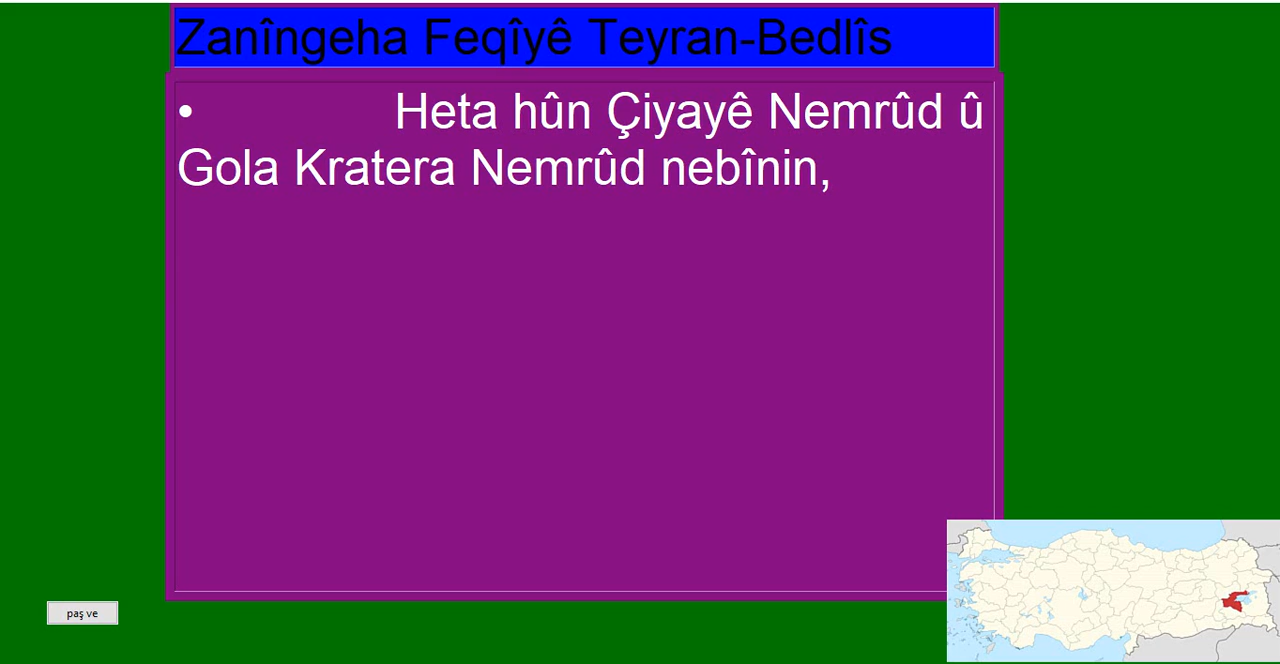 Zanîngeha Feqîyê Teyran-Bedlîs
• Heta hûn Çiyayê Nemrûd û
Gola Kratera Nemrûd nebînin,
paş ve